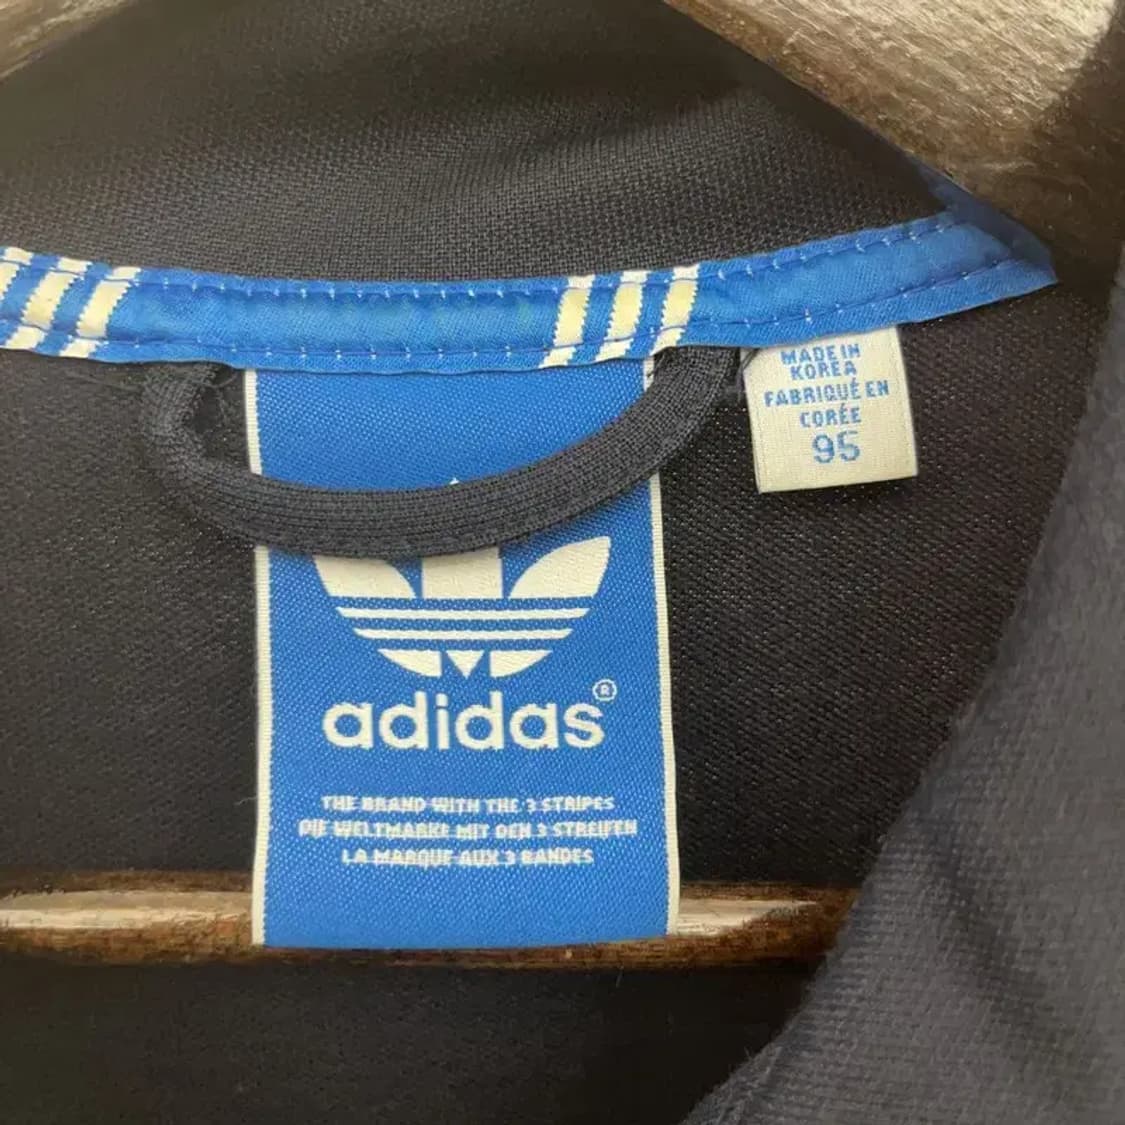 MADE IN
KOREA
FABRIQUÉ EN
CORÉE
95
adidas®
THE BRAND WITH THE 3 STRIPES
DIE WELTMARKE MIT DEN 3 STREIFEN
LA MARQUE AUX 3 BANDES